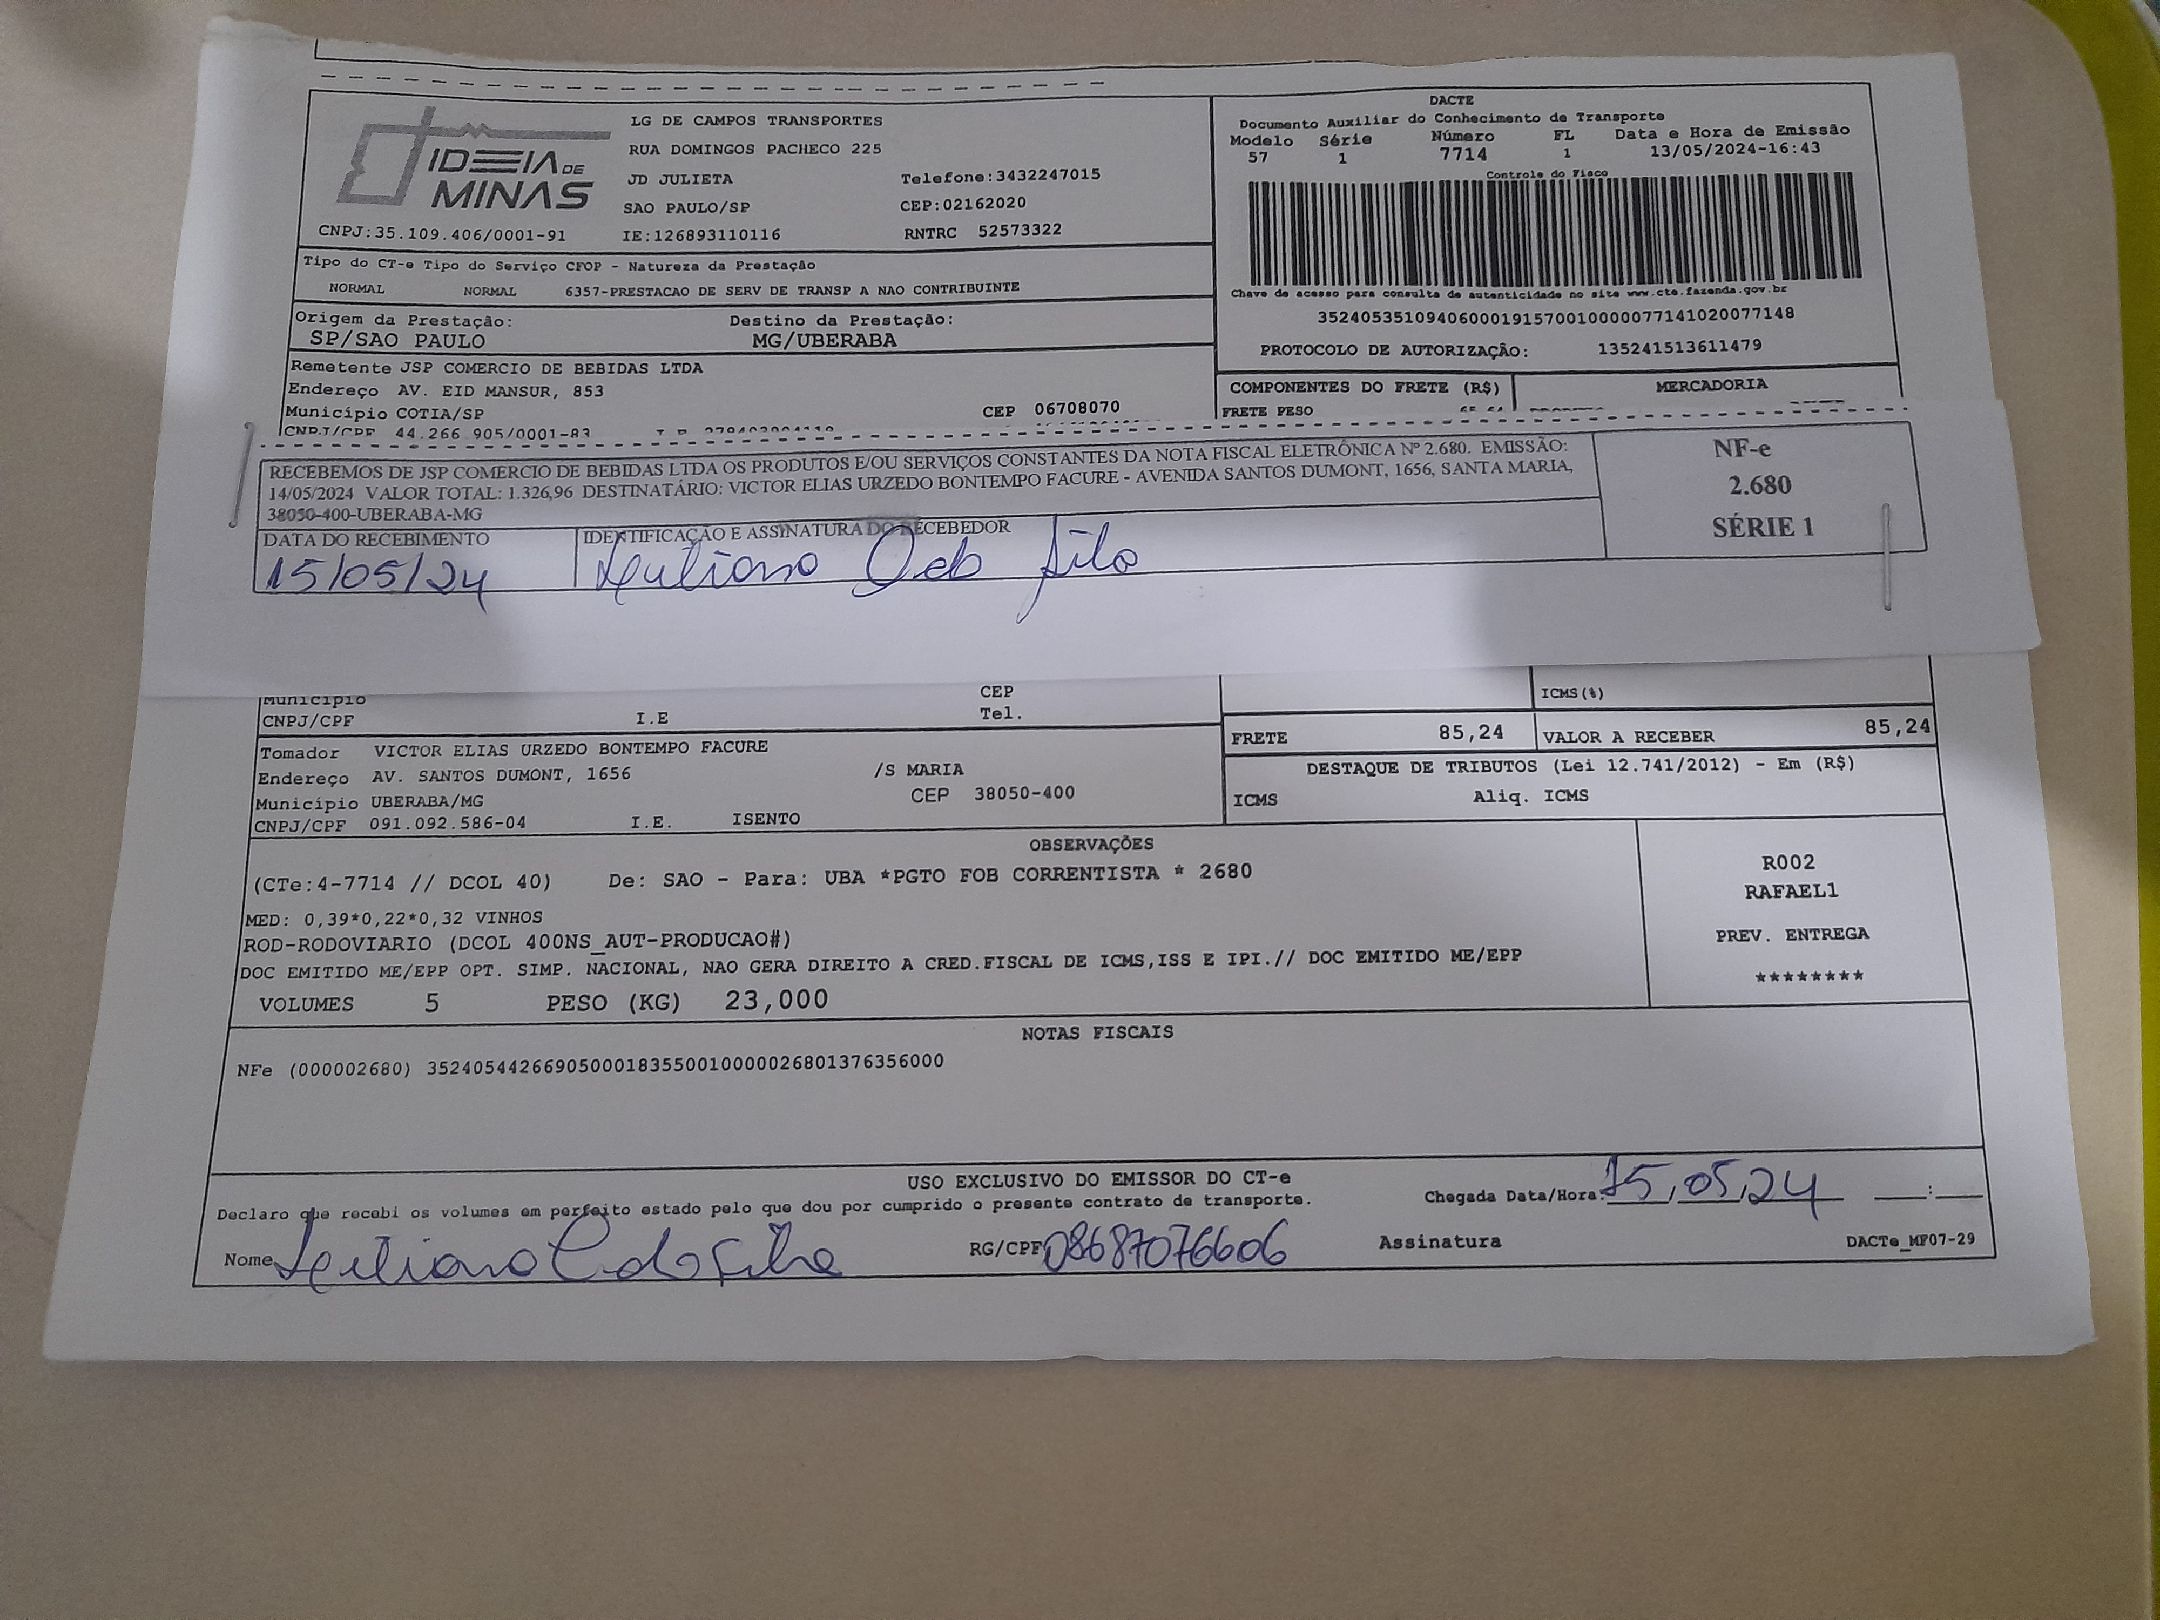 IDEIA DE MINAS
LG DE CAMPOS TRANSPORTES
RUA DOMINGOS PACHECO 225
JD JULIETA Telefone:3432247015
SAO PAULO/SP CEP:02162020
CNPJ:35.109.406/0001-91 IE:126893110116 RNTRC 52573322
DACTE
Documento Auxiliar do Conhecimento de Transporte
Modelo Série Número FL Data e Hora de Emissão
57 1 7714 1 13/05/2024-16:43
Controle do Fisco
Chave de acesso para consulta de autenticidade no site www.cte.fazenda.gov.br
35240535109406000191570010000077141020077148
PROTOCOLO DE AUTORIZAÇÃO: 135241513611479
Tipo do CT-e Tipo do Serviço CFOP - Natureza da Prestação
NORMAL NORMAL 6357-PRESTACAO DE SERV DE TRANSP A NAO CONTRIBUINTE
Origem da Prestação: Destino da Prestação:
SP/SAO PAULO MG/UBERABA
Remetente JSP COMERCIO DE BEBIDAS LTDA
Endereço AV. EID MANSUR, 853
Município COTIA/SP CEP 06708070
CNPJ/CPF 44.266.905/0001-83
COMPONENTES DO FRETE (R$) MERCADORIA
FRETE PESO
RECEBEMOS DE JSP COMERCIO DE BEBIDAS LTDA OS PRODUTOS E/OU SERVIÇOS CONSTANTES DA NOTA FISCAL ELETRÔNICA Nº 2.680. EMISSÃO:
14/05/2024 VALOR TOTAL: 1.326,96 DESTINATÁRIO: VICTOR ELIAS URZEDO BONTEMPO FACURE - AVENIDA SANTOS DUMONT, 1656, SANTA MARIA,
38050-400-UBERABA-MG
DATA DO RECEBIMENTO IDENTIFICAÇÃO E ASSINATURA DO RECEBEDOR
15/05/24
NF-e
2.680
SÉRIE 1
Município CEP
CNPJ/CPF I.E Tel.
ICMS(%)
FRETE 85,24 VALOR A RECEBER 85,24
Tomador VICTOR ELIAS URZEDO BONTEMPO FACURE
Endereço AV. SANTOS DUMONT, 1656 /S MARIA
Município UBERABA/MG CEP 38050-400
CNPJ/CPF 091.092.586-04 I.E. ISENTO
DESTAQUE DE TRIBUTOS (Lei 12.741/2012) - Em (R$)
ICMS Aliq. ICMS
OBSERVAÇÕES
(CTe:4-7714 // DCOL 40) De: SAO - Para: UBA *PGTO FOB CORRENTISTA * 2680
MED: 0,39*0,22*0,32 VINHOS
ROD-RODOVIARIO (DCOL 400NS_AUT-PRODUCAO#)
DOC EMITIDO ME/EPP OPT. SIMP. NACIONAL, NAO GERA DIREITO A CRED.FISCAL DE ICMS,ISS E IPI.// DOC EMITIDO ME/EPP
VOLUMES 5 PESO (KG) 23,000
R002
RAFAEL1
PREV. ENTREGA
********
NOTAS FISCAIS
NFe (000002680) 35240544266905000183550010000026801376356000
USO EXCLUSIVO DO EMISSOR DO CT-e
Declaro que recebi os volumes em perfeito estado pelo que dou por cumprido o presente contrato de transporte.
Chegada Data/Hora: 15,05,24 :
Nome RG/CPF 08687076606 Assinatura DACTe_MF07-29